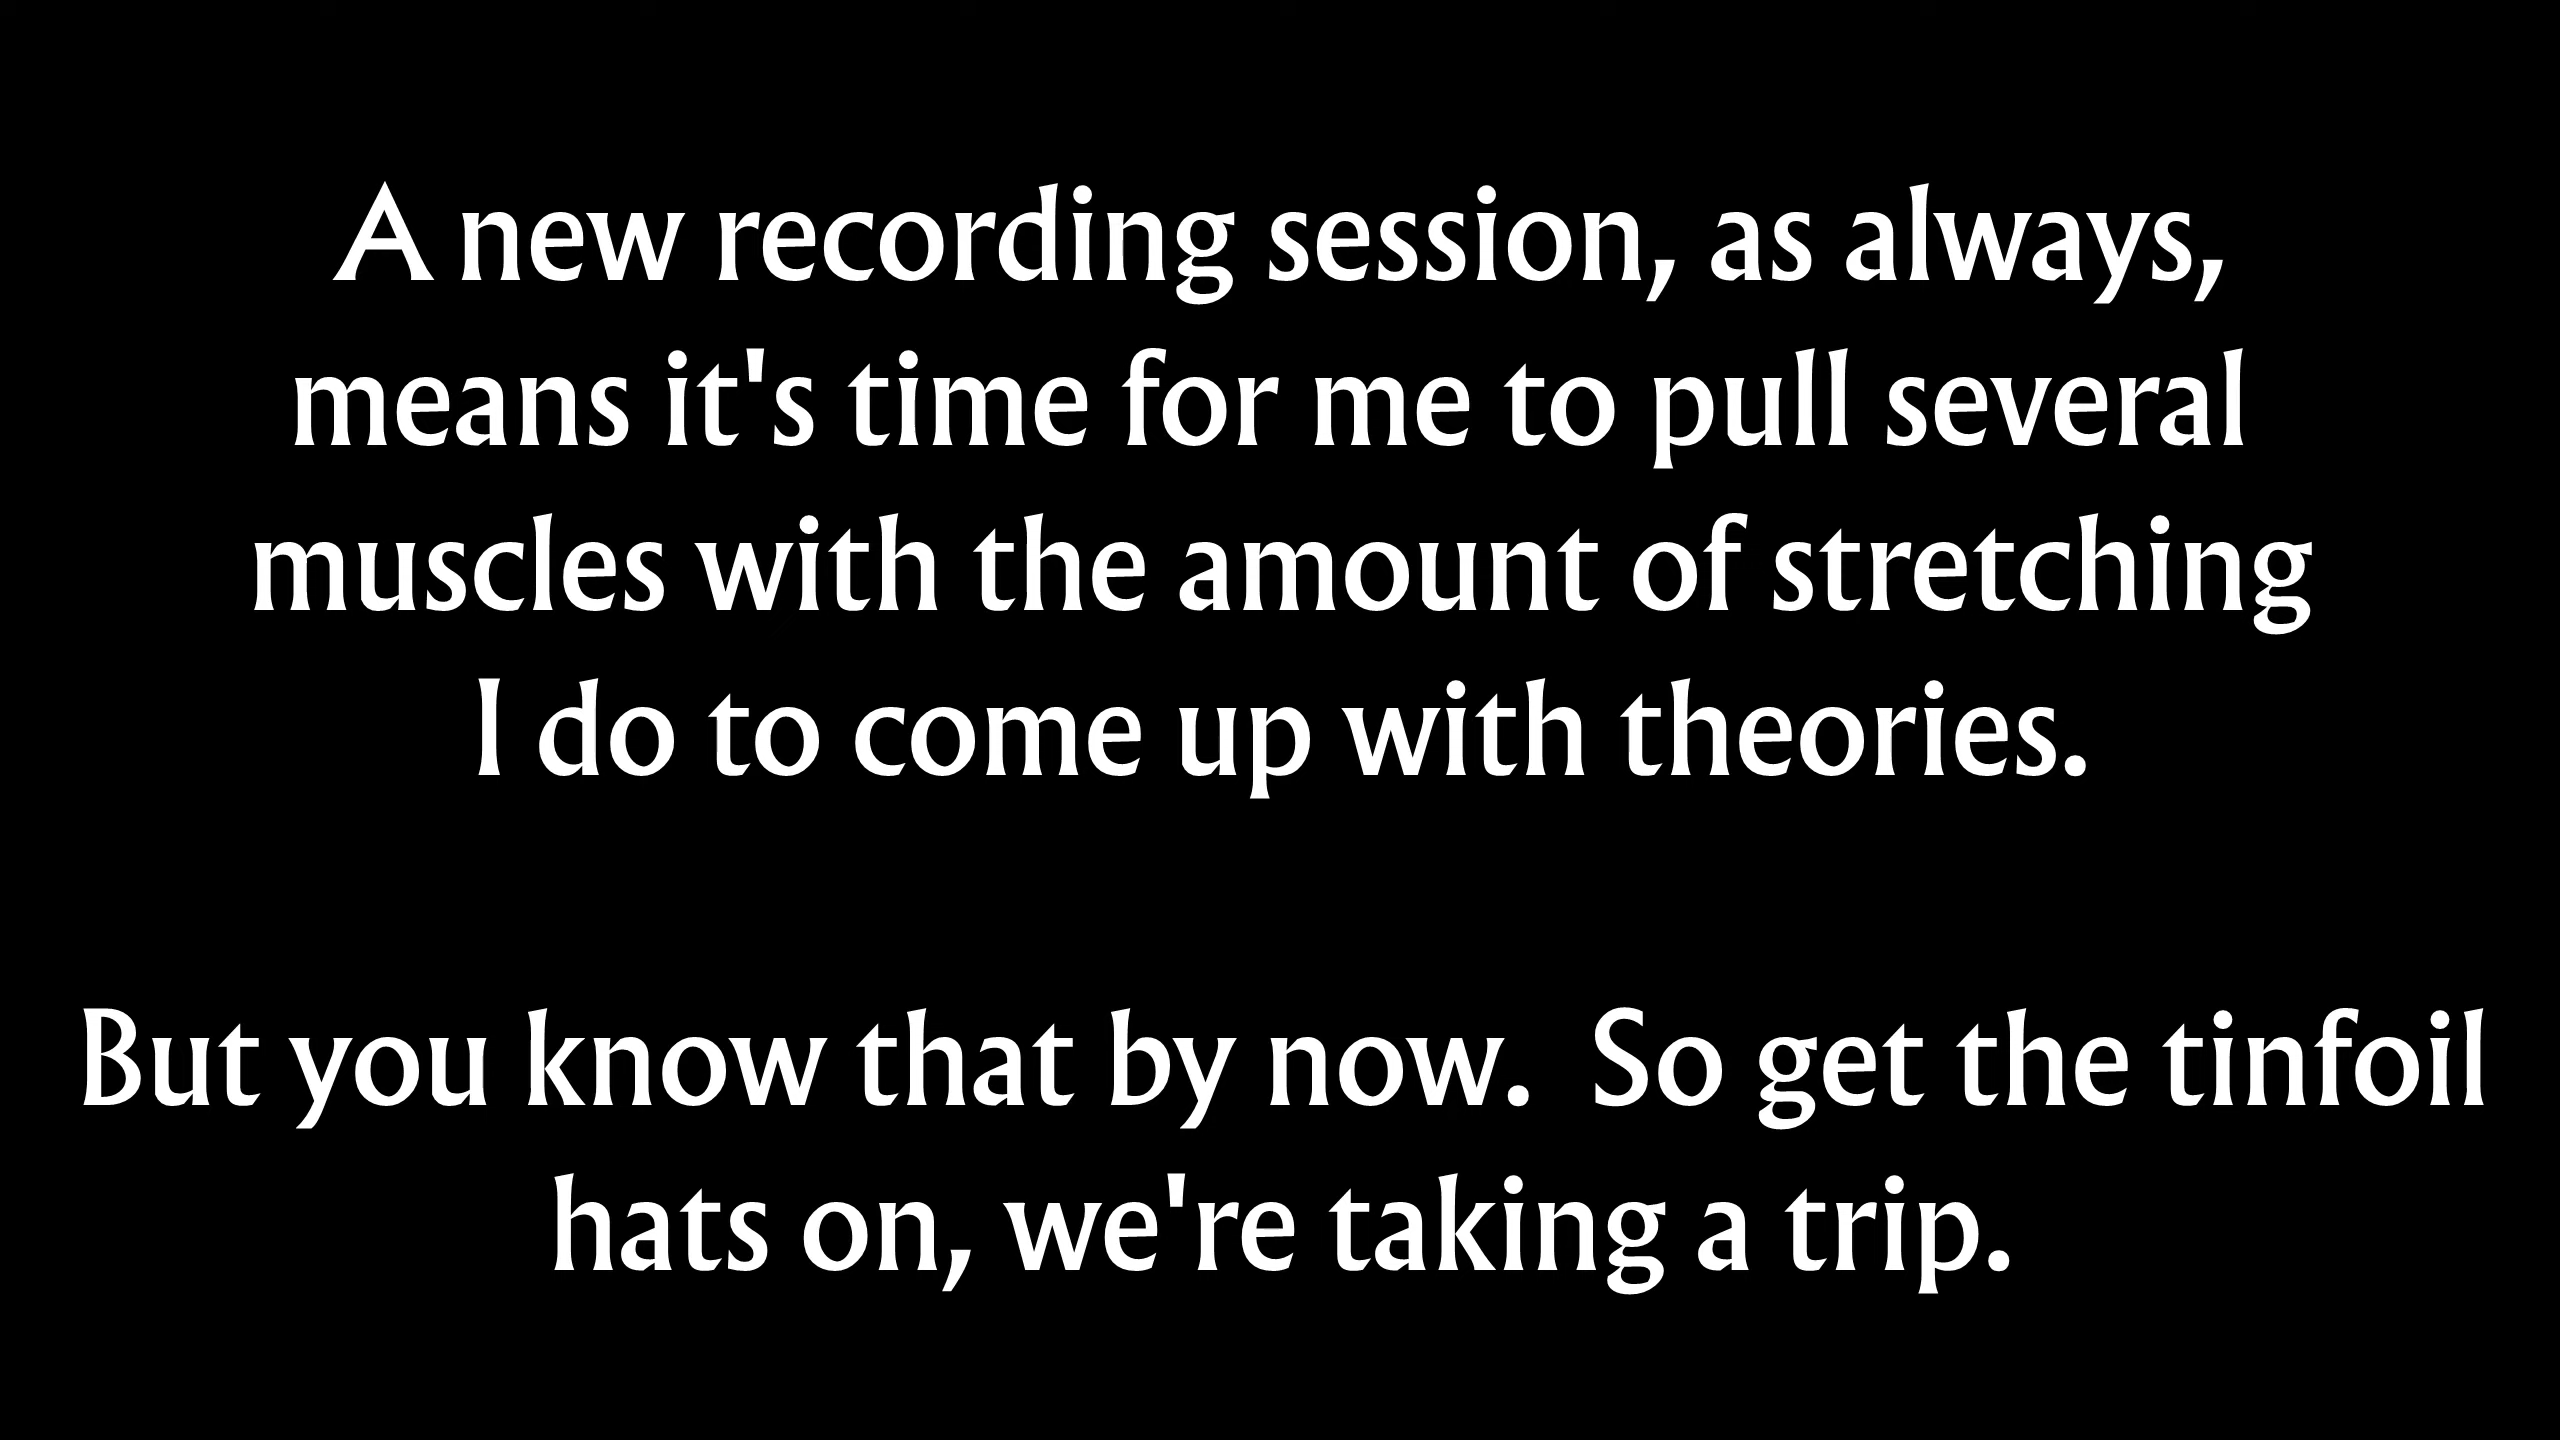 A new recording session, as always,
means it's time for me to pull several
muscles with the amount of stretching
I do to come up with theories.
But you know that by now.  So get the tinfoil
hats on, we're taking a trip.